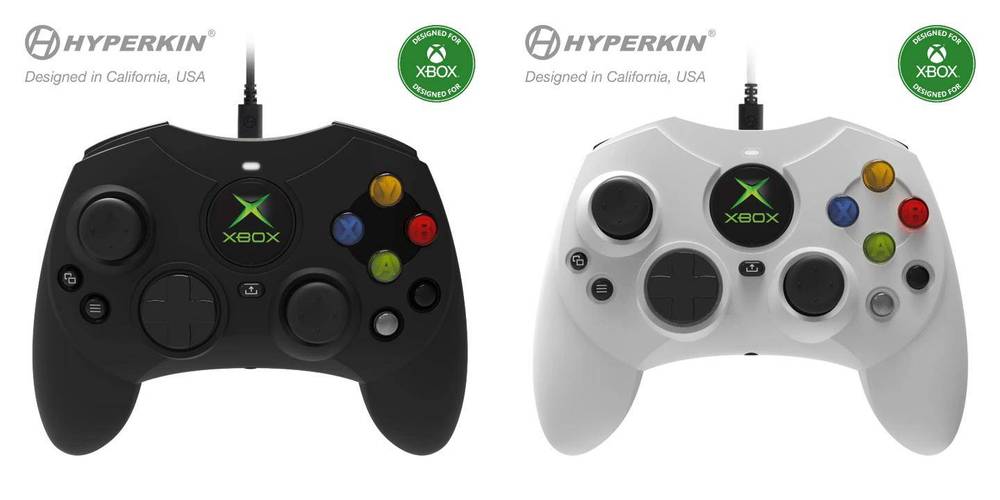 HYPERKIN®
Designed in California, USA
DESIGNED FOR
XBOX
DESIGNED FOR
XBOX
Y
X
B
A
HYPERKIN®
Designed in California, USA
DESIGNED FOR
XBOX
DESIGNED FOR
XBOX
Y
X
B
A